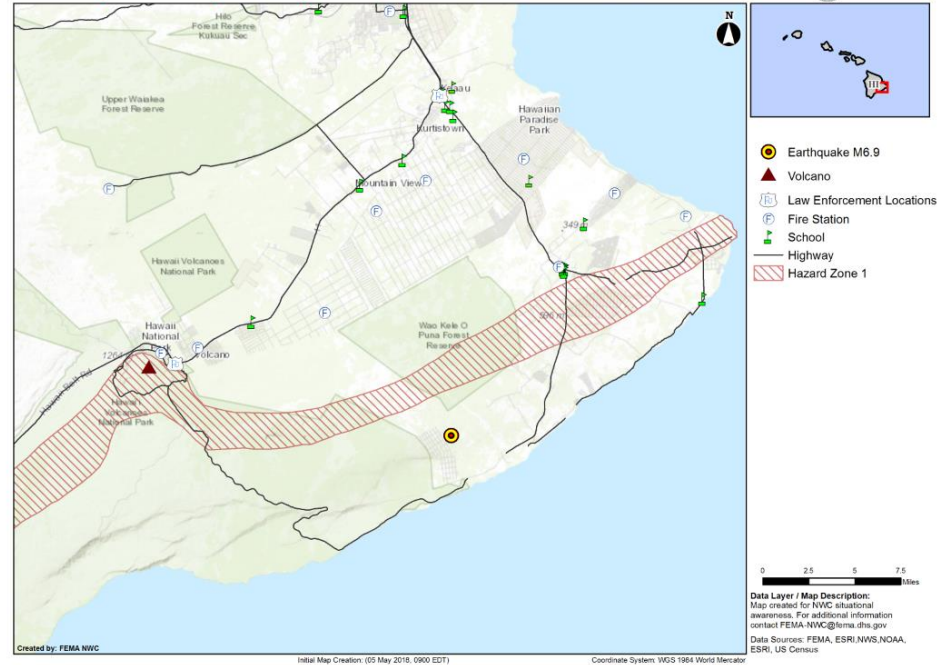 Hilo
Forest Reserve
Kukuau Sec
Upper Waiakea
Forest Reserve
Keaau
Kurtistown
Hawaiian
Paradise
Park
Mountain View
349 m
Hawaii Volcanoes
National Park
Wao Kele O
Puna Forest
Reserve
Hawaii
National
Park
Volcano
Hawaii Belt Rd
Hawaii
Volcanoes
National Park
Created by: FEMA NWC
Initial Map Creation: (05 May 2018, 0900 EDT)
Coordinate System: WGS 1984 World Mercator
N
HI
Earthquake M6.9
Volcano
Law Enforcement Locations
Fire Station
School
Highway
Hazard Zone 1
0 2.5 5 7.5
Miles
Data Layer / Map Description:
Map created for NWC situational
awareness. For additional information
contact FEMA-NWC@fema.dhs.gov
Data Sources: FEMA, ESRI,NWS,NOAA,
ESRI, US Census